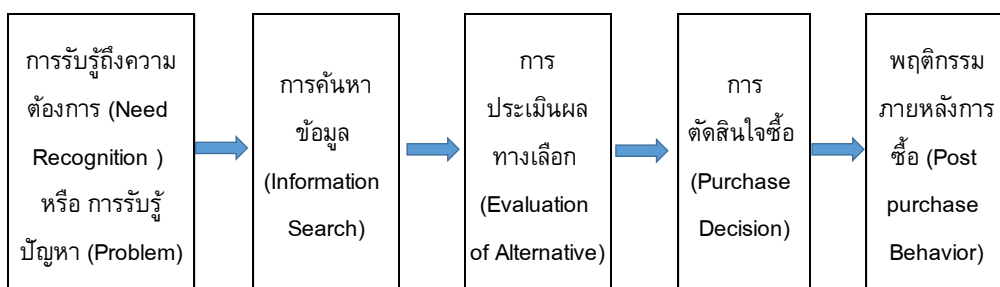 การรับรู้ถึงความ
ต้องการ (Need
Recognition )
หรือ การรับรู้
ปัญหา (Problem)
การค้นหา
ข้อมูล
(Information
Search)
การ
ประเมินผล
ทางเลือก
(Evaluation
of Alternative)
การ
ตัดสินใจซื้อ
(Purchase
Decision)
พฤติกรรม
ภายหลังการ
ซื้อ (Post
purchase
Behavior)